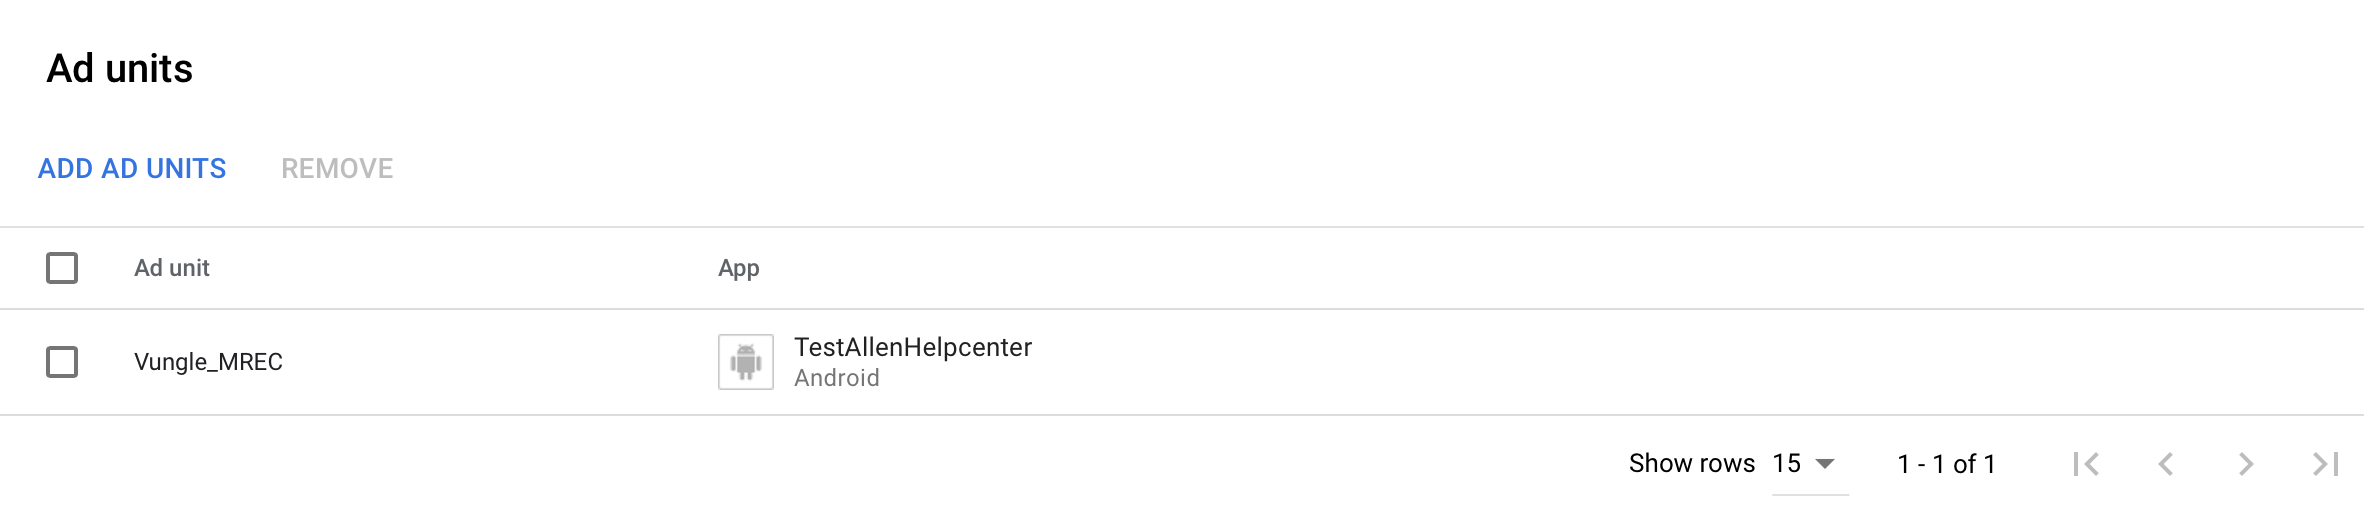 Ad units
ADD AD UNITS REMOVE
Ad unit App
Vungle_MREC TestAllenHelpcenter
Android
Show rows 15 1 - 1 of 1